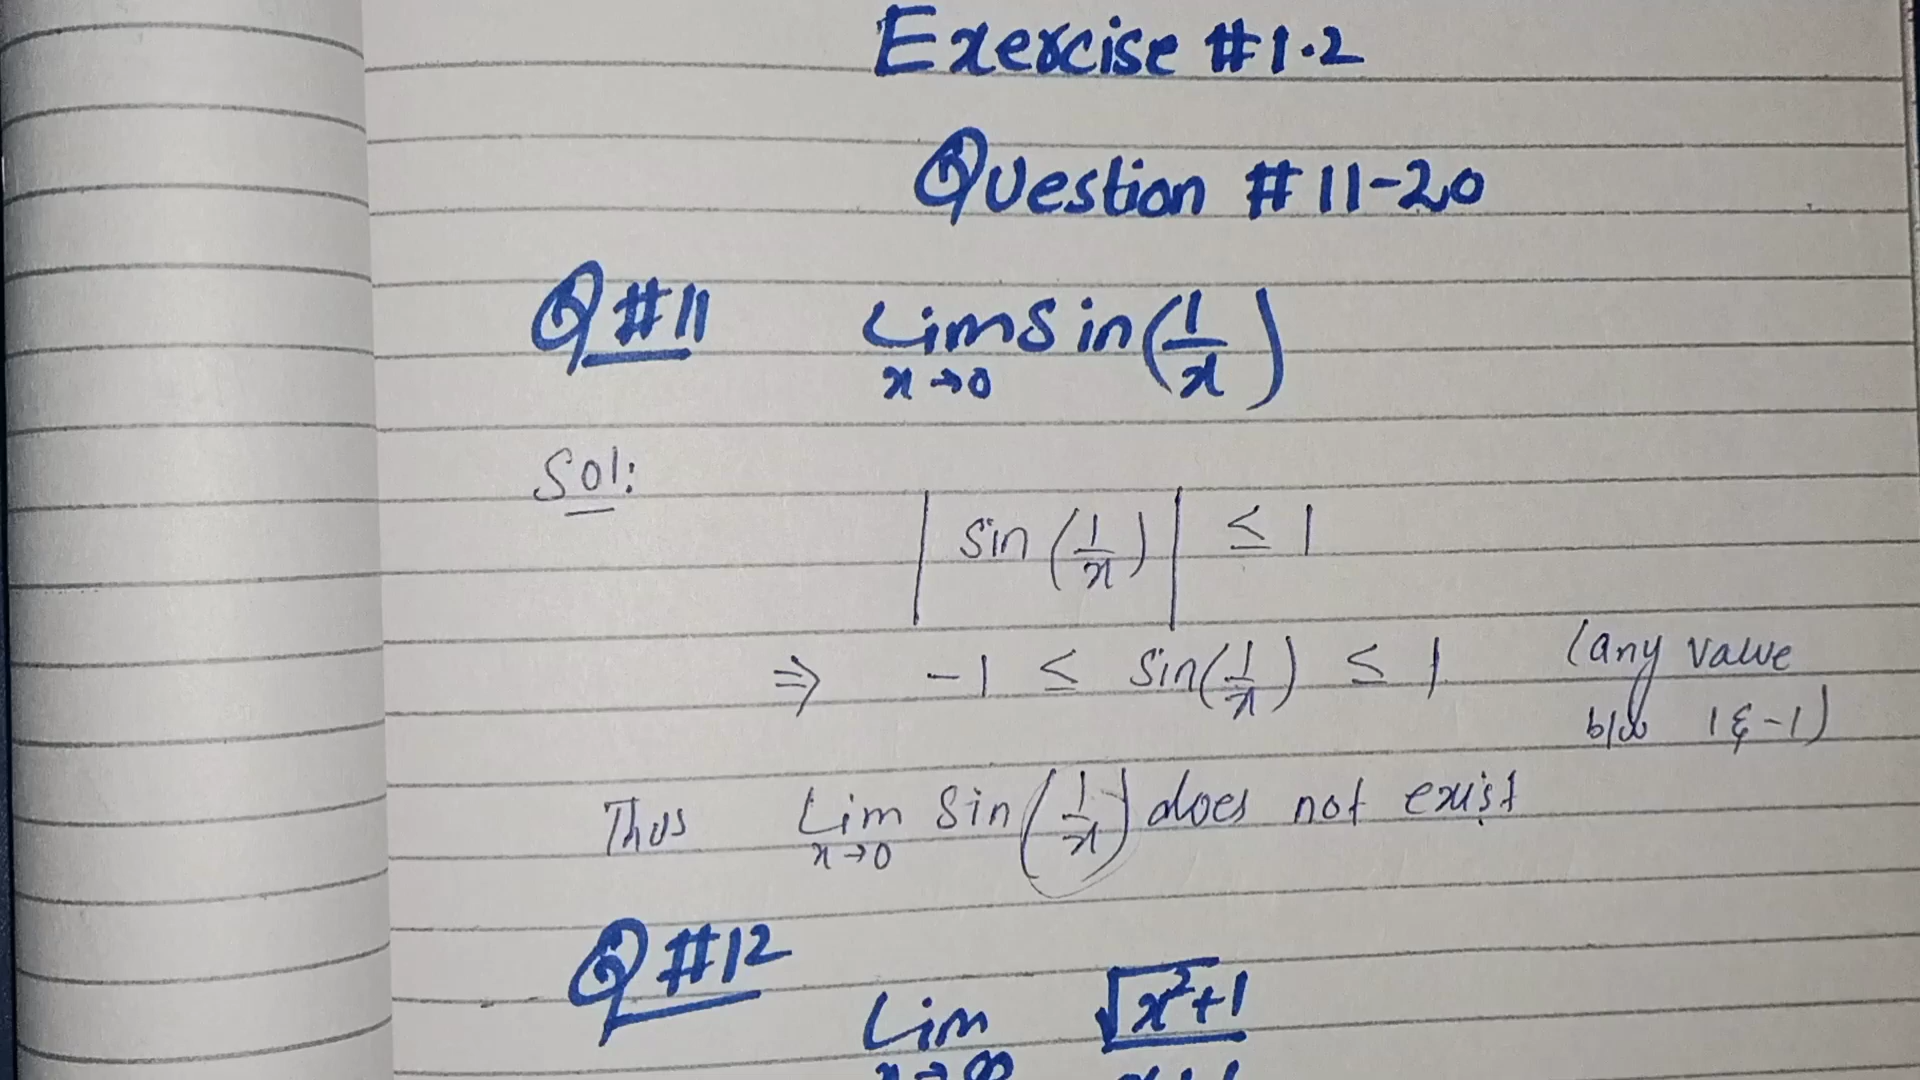 Exercise #1.2
Question #11-20
Q#11 Lim Sin(1/x)
x→0
Sol:
|Sin(1/x)| ≤ 1
⇒ -1 ≤ Sin(1/x) ≤ 1 (any value
b/w 1 & -1)
Thus Lim Sin(1/x) does not exist
x→0
Q#12
Lim √x²+1
x→∞